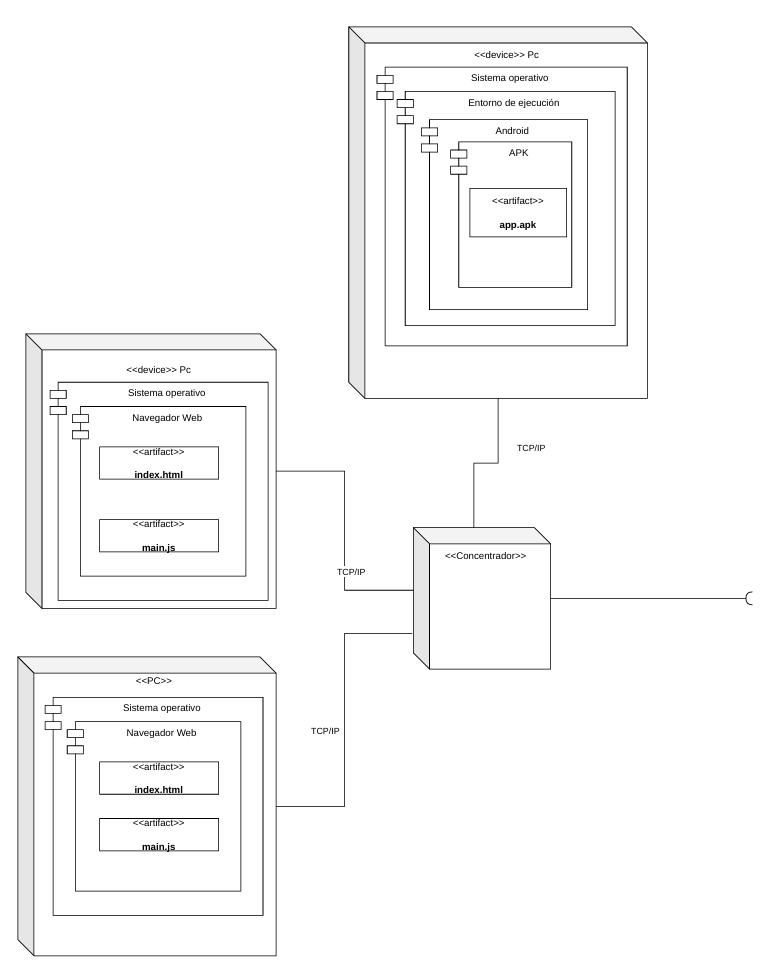 <<device>> Pc
Sistema operativo
Entorno de ejecución
Android
APK
<<artifact>>
app.apk
TCP/IP
<<device>> Pc
Sistema operativo
Navegador Web
<<artifact>>
index.html
<<artifact>>
main.js
TCP/IP
<<Concentrador>>
<<PC>>
Sistema operativo
Navegador Web
<<artifact>>
index.html
<<artifact>>
main.js
TCP/IP